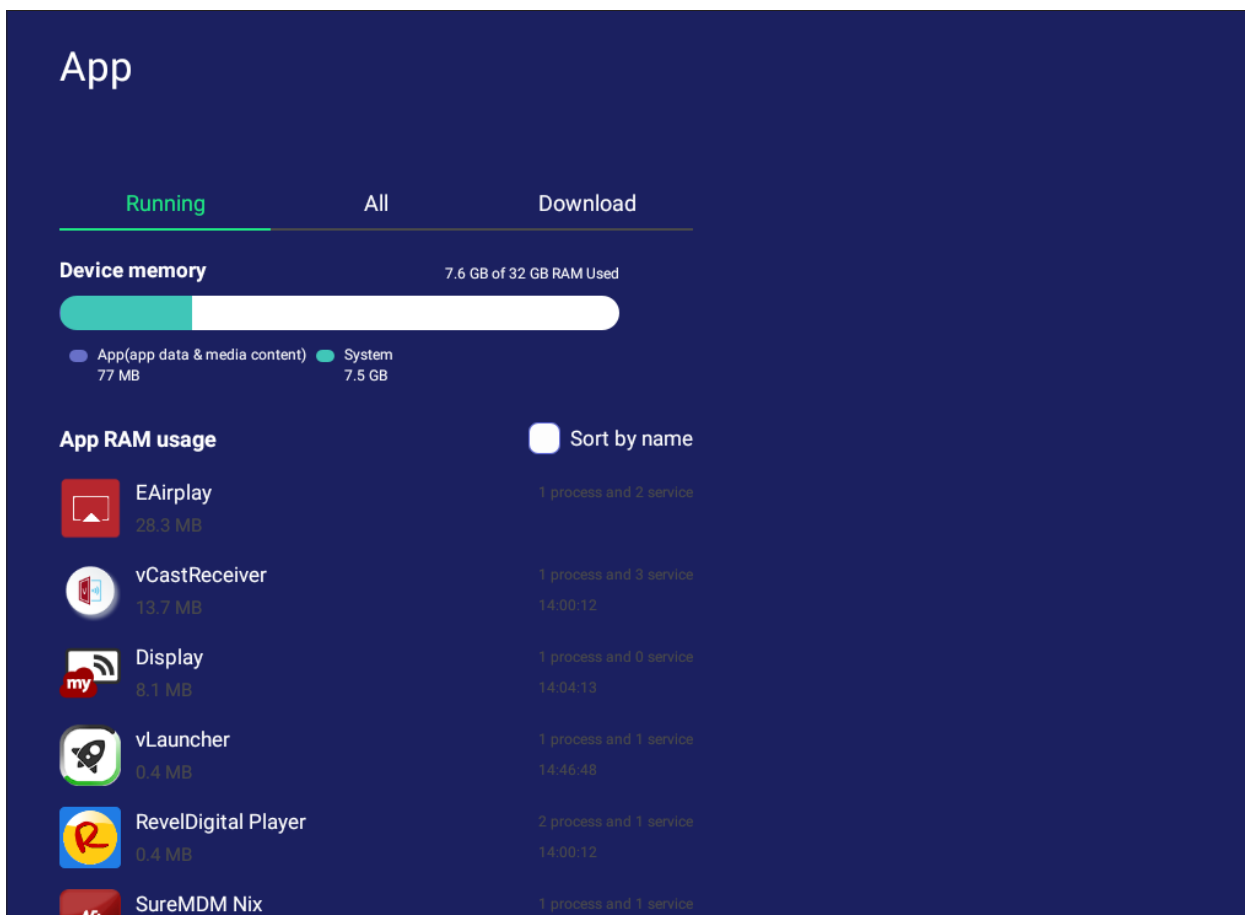 App
Running All Download
Device memory 7.6 GB of 32 GB RAM Used
App(app data & media content) System
77 MB 7.5 GB
App RAM usage Sort by name
EAirplay 1 process and 2 service
28.3 MB
vCastReceiver 1 process and 3 service
13.7 MB 14:00:12
Display 1 process and 0 service
my 8.1 MB 14:04:13
vLauncher 1 process and 1 service
0.4 MB 14:46:48
RevelDigital Player 2 process and 1 service
R 0.4 MB 14:00:12
SureMDM Nix 1 process and 1 service